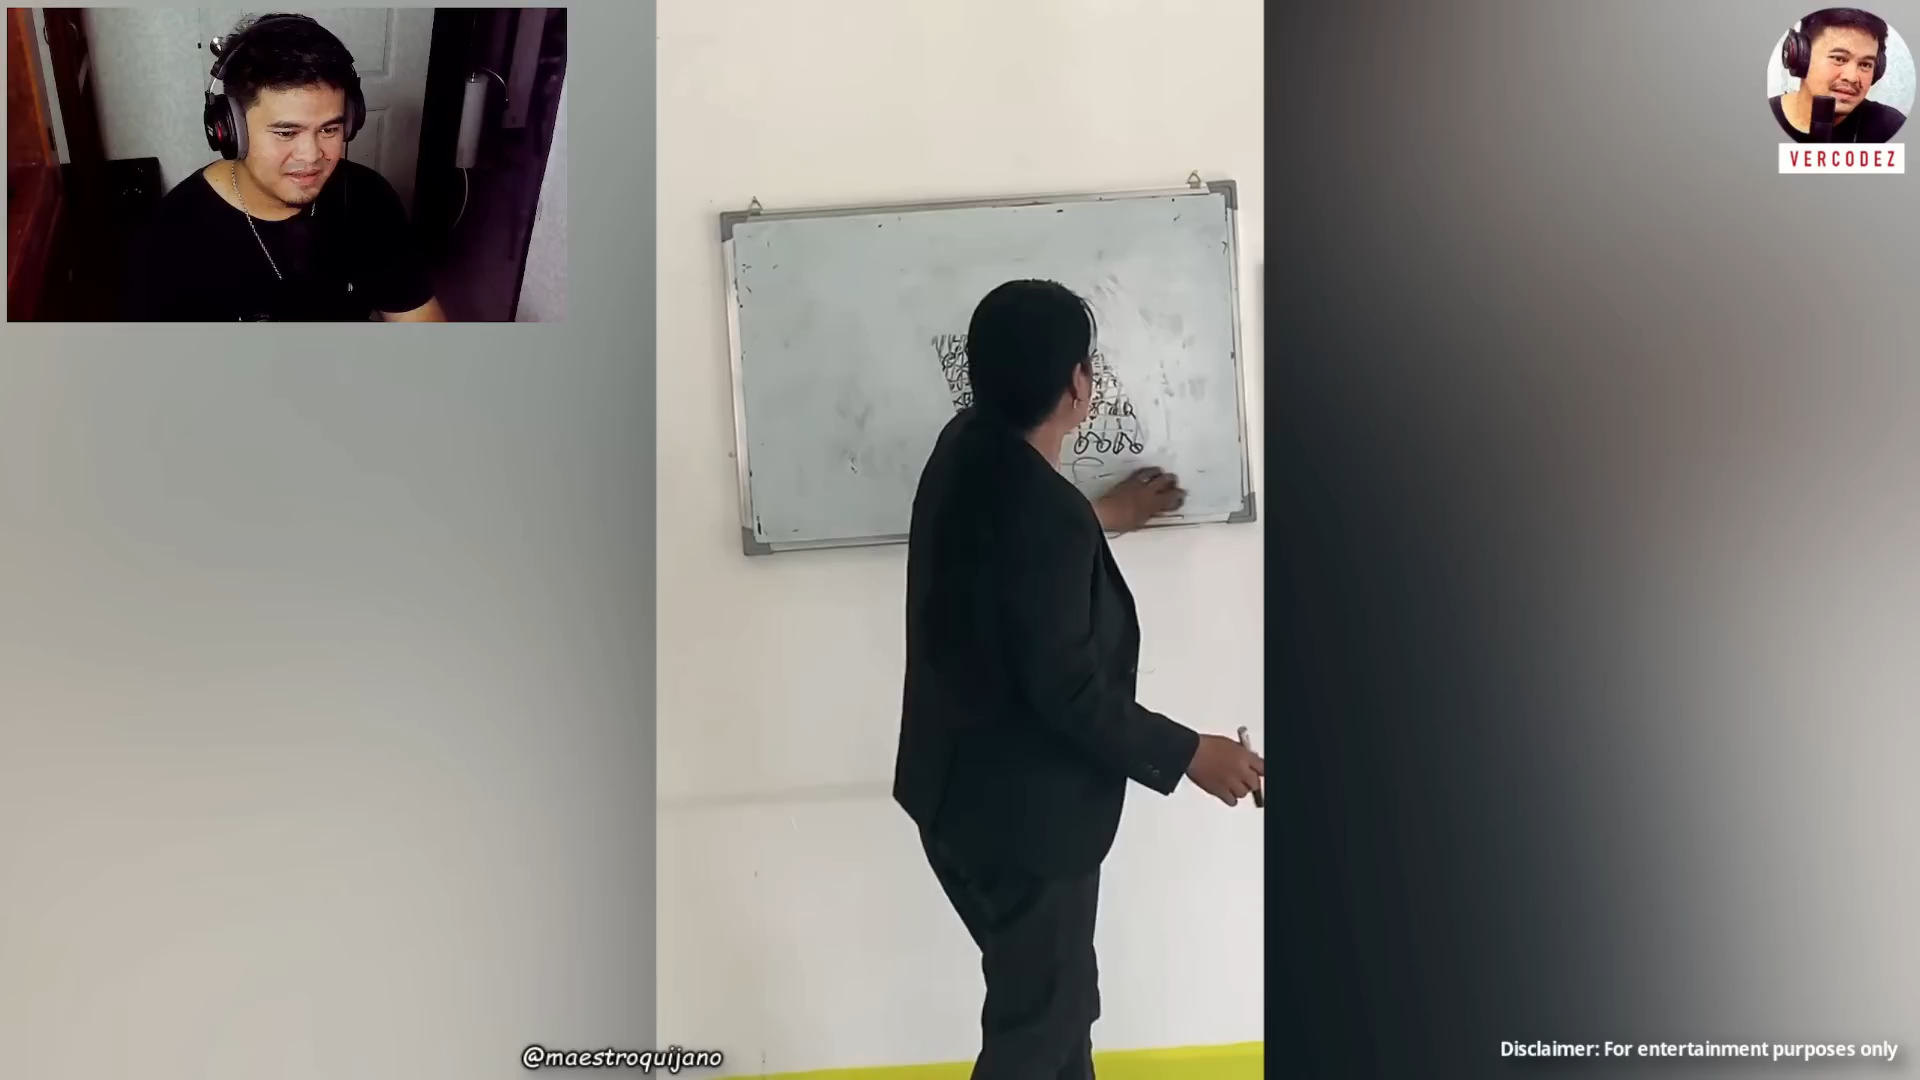 VERCODEZ
@maestroquijano
Disclaimer: For entertainment purposes only